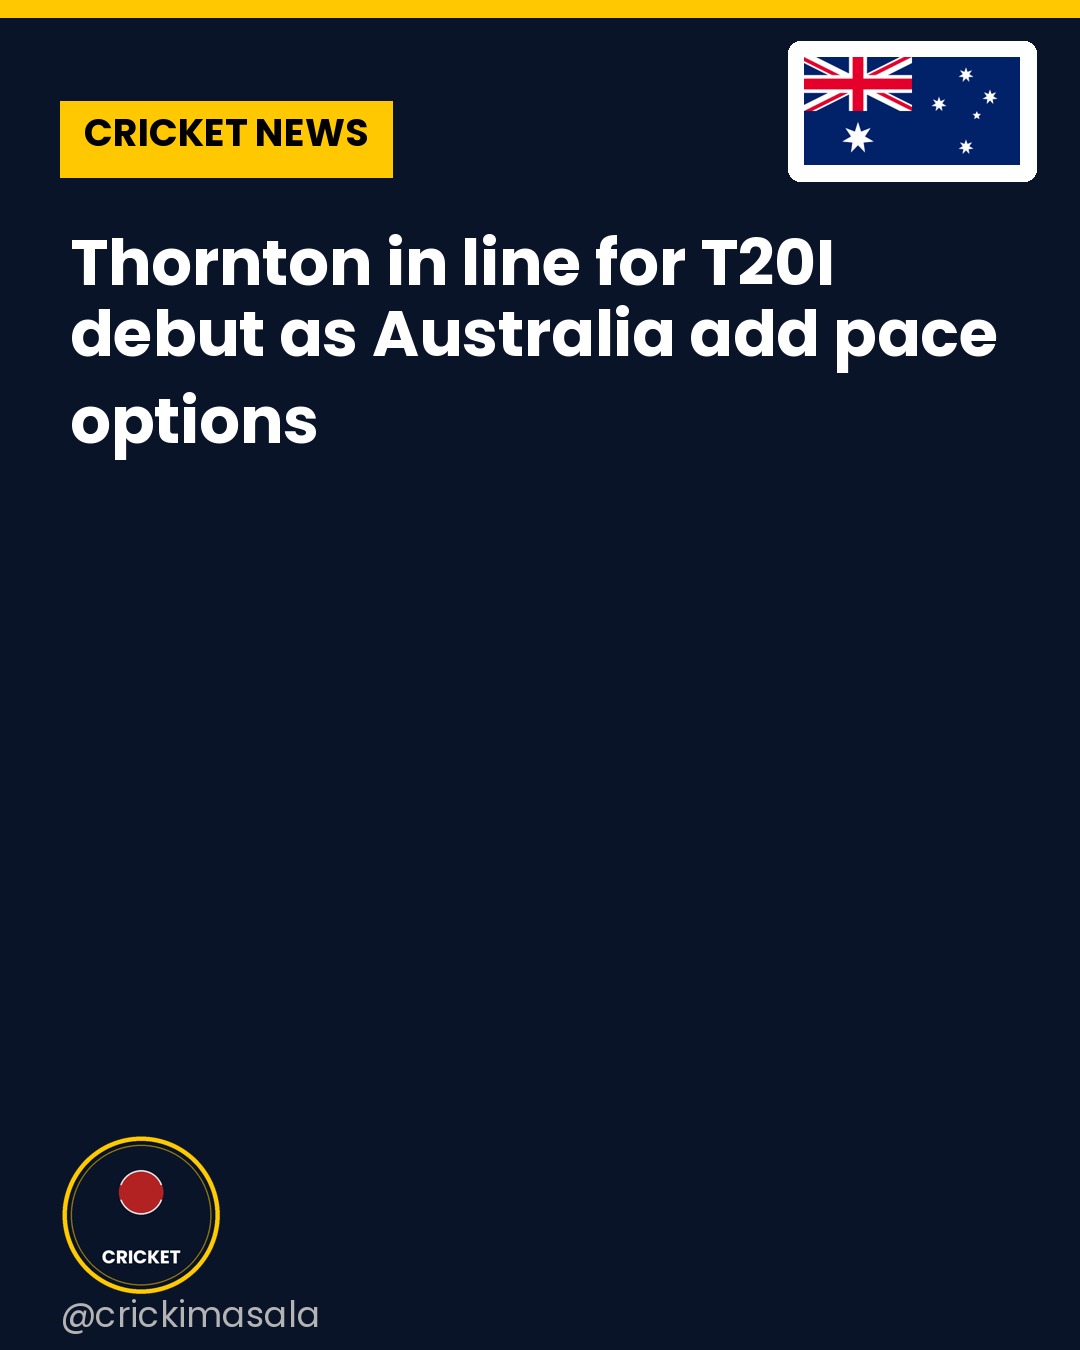 CRICKET NEWS
Thornton in line for T20I
debut as Australia add pace
options
CRICKET
@crickimasala